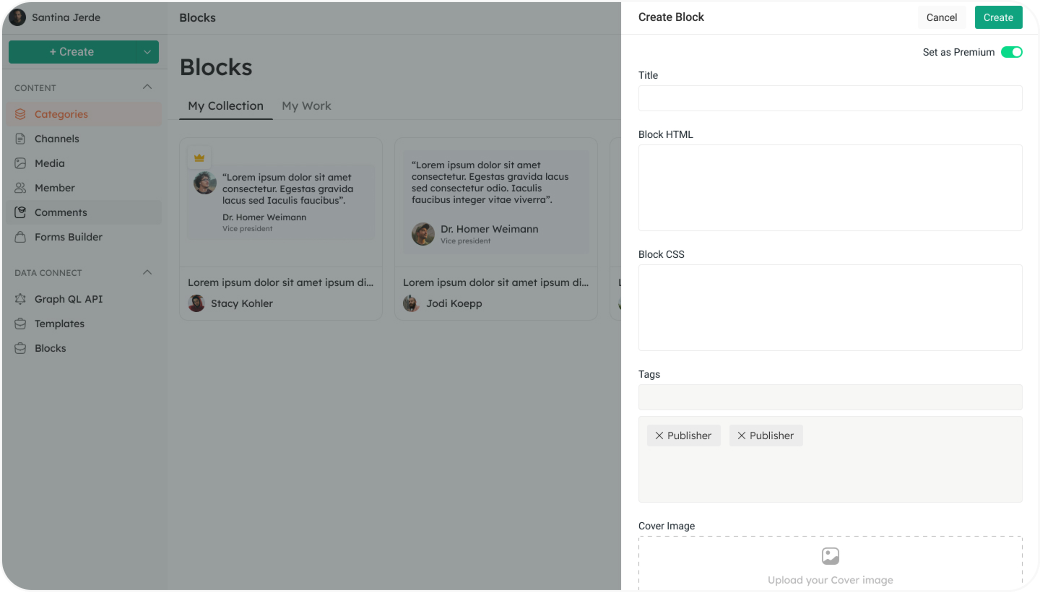 Santina Jerde
Blocks
+ Create
CONTENT
Categories
Channels
Media
Member
Comments
Forms Builder
DATA CONNECT
Graph QL API
Templates
Blocks
Blocks
My Collection
My Work
“Lorem ipsum dolor sit amet
consectetur. Egestas gravida
lacus sed Iaculis faucibus”.
Dr. Homer Weimann
Vice president
Lorem ipsum dolor sit amet ipsum di...
Stacy Kohler
“Lorem ipsum dolor sit amet
consectetur. Egestas gravida lacus
sed consectetur odio. Iaculis
faucibus integer vitae viverra”.
Dr. Homer Weimann
Vice president
Lorem ipsum dolor sit amet ipsum di...
Jodi Koepp
Create Block
Cancel
Create
Set as Premium
Title
Block HTML
Block CSS
Tags
Publisher
Publisher
Cover Image
Upload your Cover image